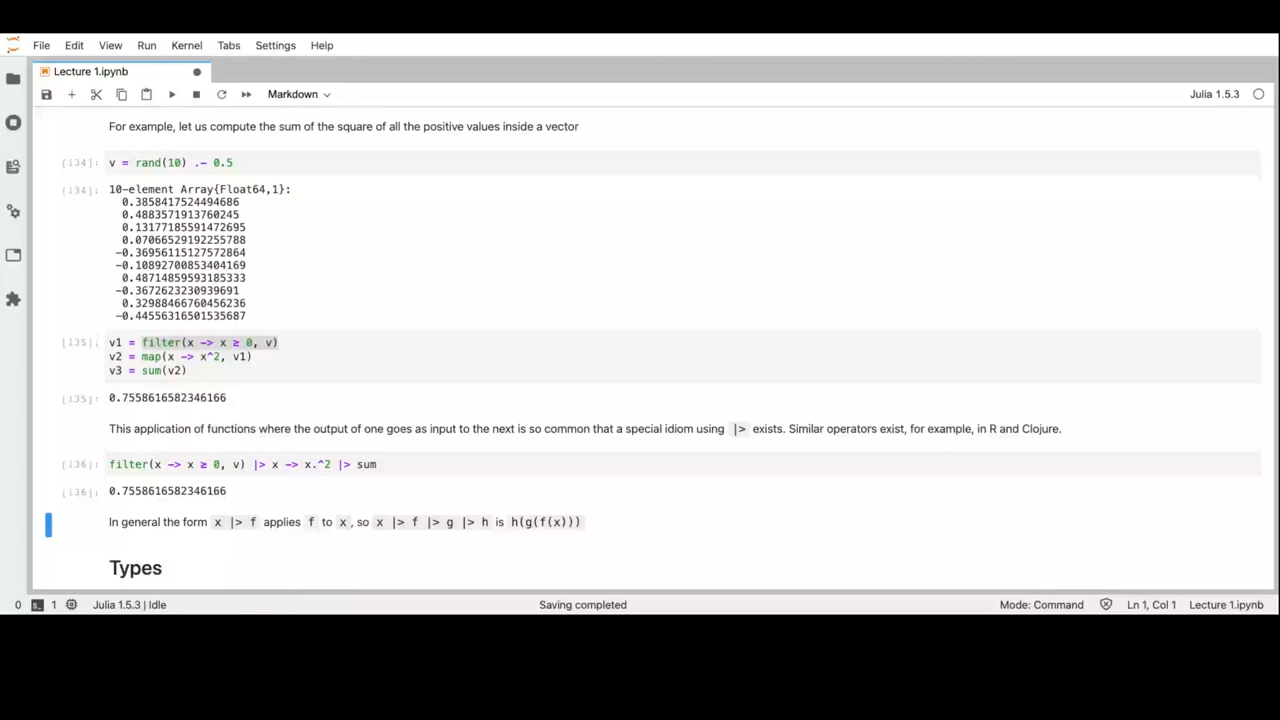 File Edit View Run Kernel Tabs Settings Help
Lecture 1.ipynb
Markdown
Julia 1.5.3
For example, let us compute the sum of the square of all the positive values inside a vector
[134]: v = rand(10) .- 0.5
[134]: 10-element Array{Float64,1}:
0.3858417524494686
0.4883571913760245
0.13177185591472695
0.07066529192255788
-0.36956115127572864
-0.10892700853404169
0.48714859593185333
-0.3672623230939691
0.32988466760456236
-0.44556316501535687
[135]: v1 = filter(x -> x ≥ 0, v)
v2 = map(x -> x^2, v1)
v3 = sum(v2)
[135]: 0.7558616582346166
This application of functions where the output of one goes as input to the next is so common that a special idiom using |> exists. Similar operators exist, for example, in R and Clojure.
[136]: filter(x -> x ≥ 0, v) |> x -> x.^2 |> sum
[136]: 0.7558616582346166
In general the form x |> f applies f to x, so x |> f |> g |> h is h(g(f(x)))
Types
0 1 Julia 1.5.3 | Idle Saving completed Mode: Command Ln 1, Col 1 Lecture 1.ipynb